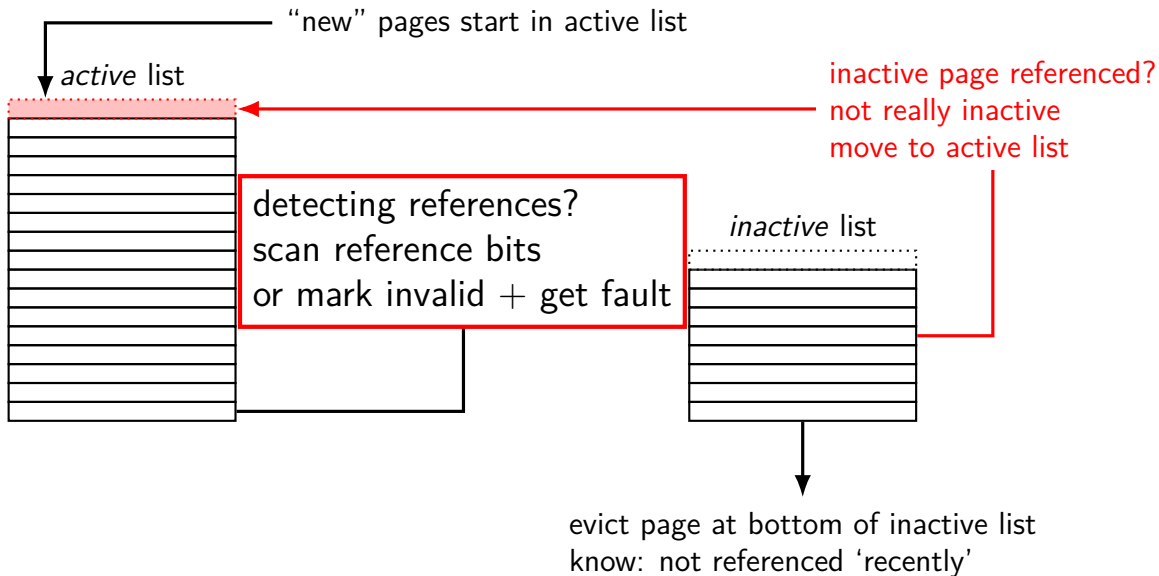 “new” pages start in active list
active list
inactive page referenced?
not really inactive
move to active list
detecting references?
scan reference bits
or mark invalid + get fault
inactive list
evict page at bottom of inactive list
know: not referenced ‘recently’